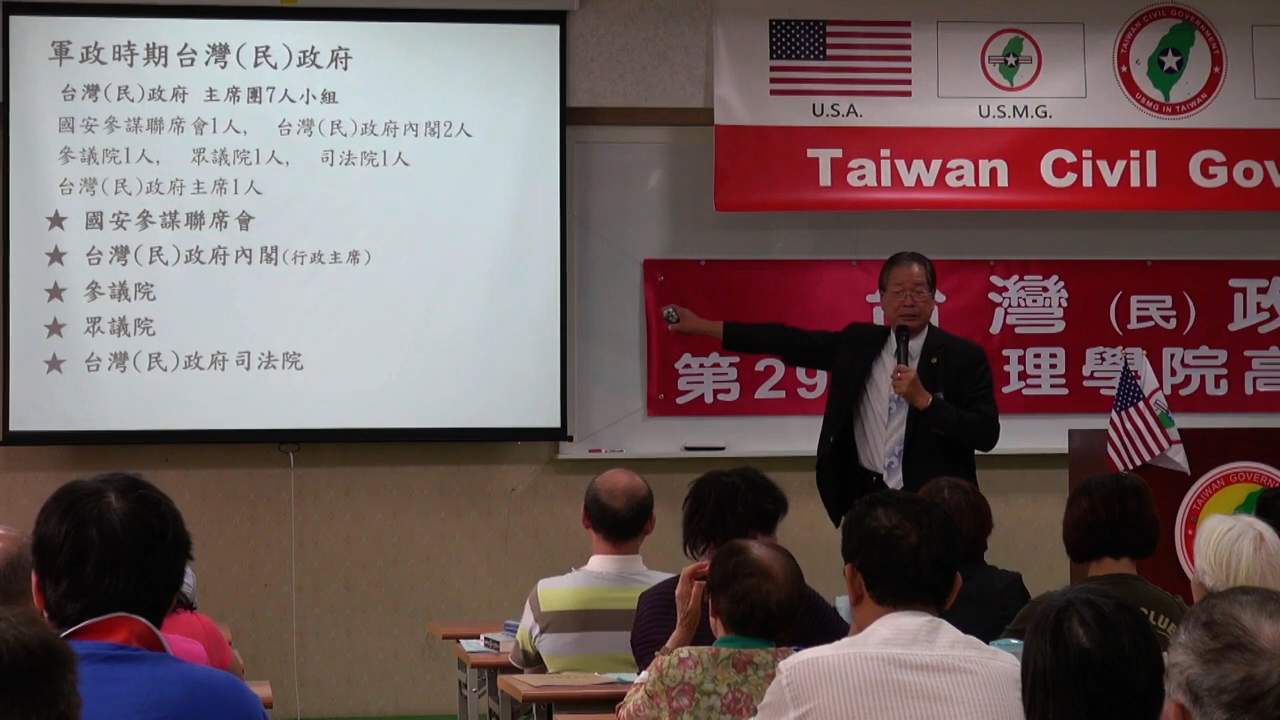 軍政時期台灣(民)政府
台灣(民)政府 主席團7人小組
國安參謀聯席會1人, 台灣(民)政府內閣2人
參議院1人, 眾議院1人, 司法院1人
台灣(民)政府主席1人
★ 國安參謀聯席會
★ 台灣(民)政府內閣(行政主席)
★ 參議院
★ 眾議院
★ 台灣(民)政府司法院
U.S.A.
U.S.M.G.
TAIWAN CIVIL GOVERNMENT
USMG IN TAIWAN
Taiwan Civil Gov
台灣(民)政
第29 理學院高
TAIWAN GOVERN